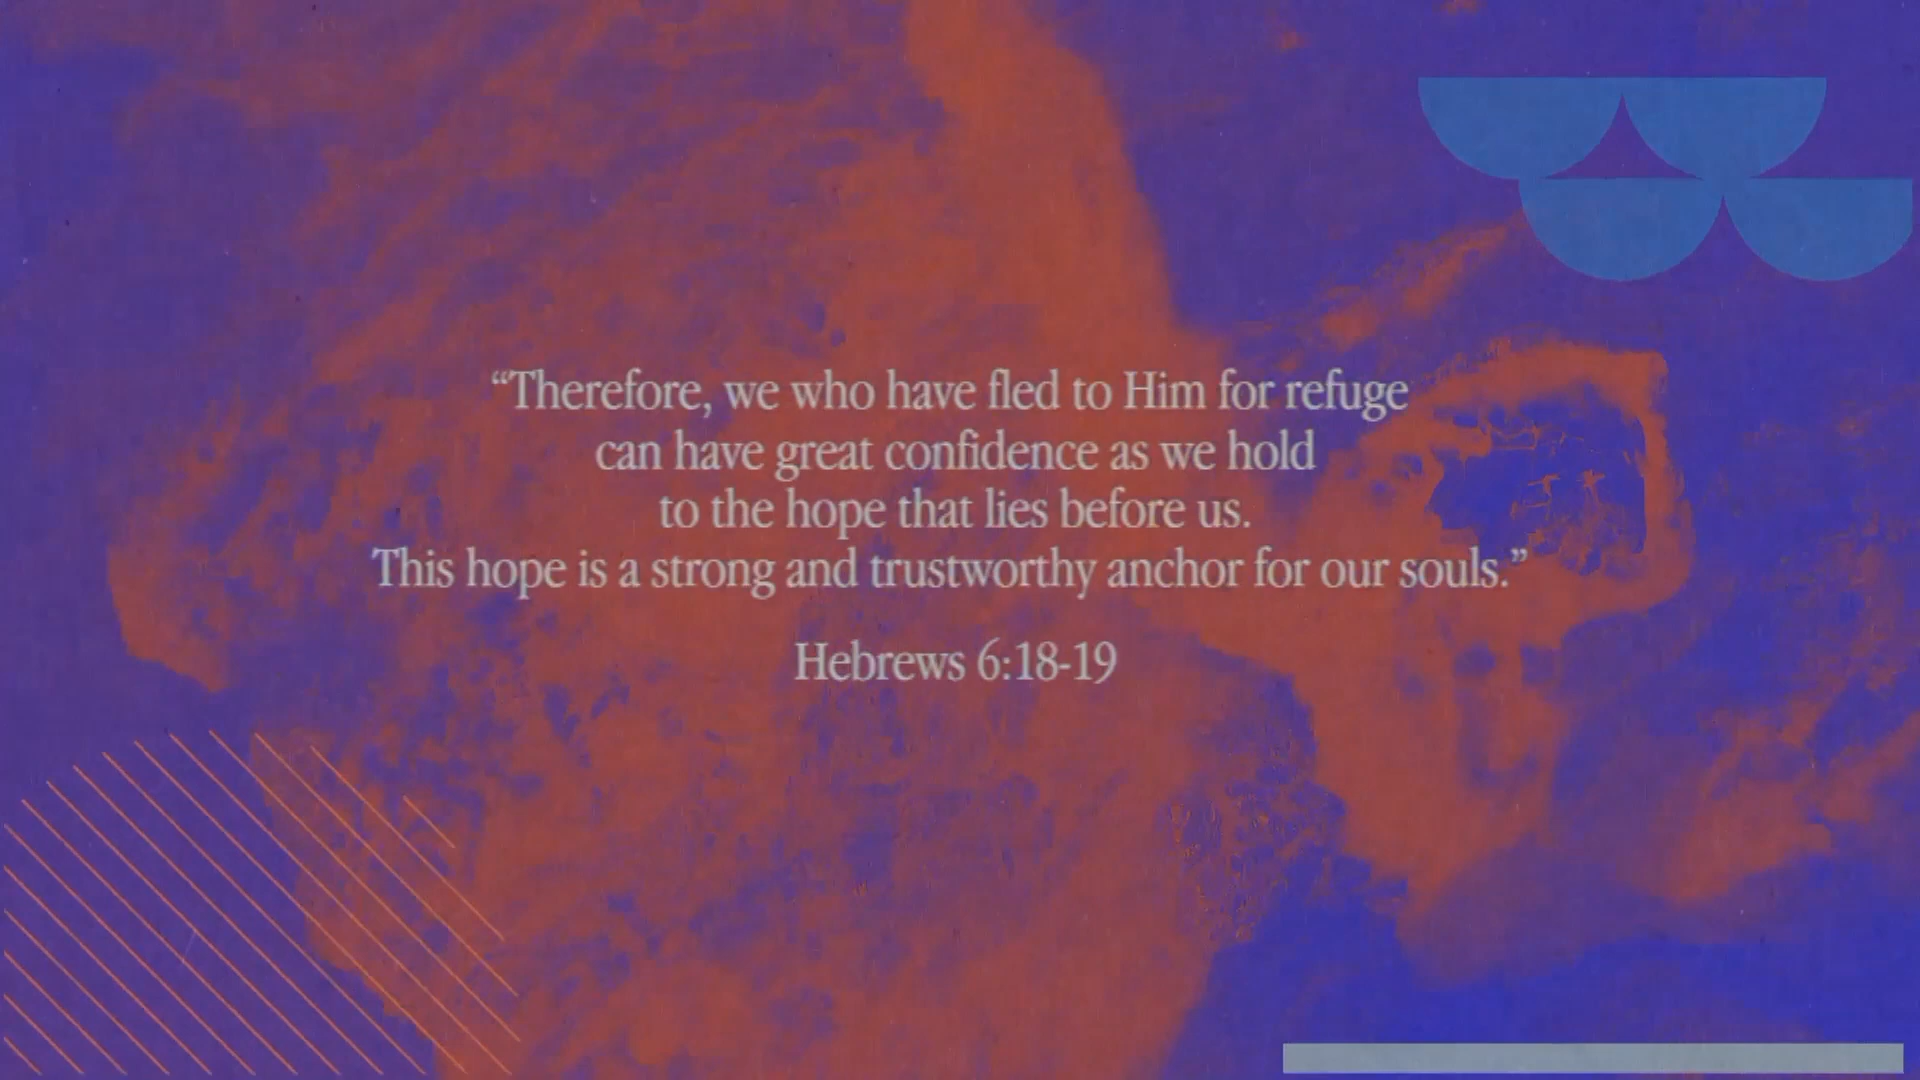 “Therefore, we who have fled to Him for refuge
can have great confidence as we hold
to the hope that lies before us.
This hope is a strong and trustworthy anchor for our souls.”
Hebrews 6:18-19